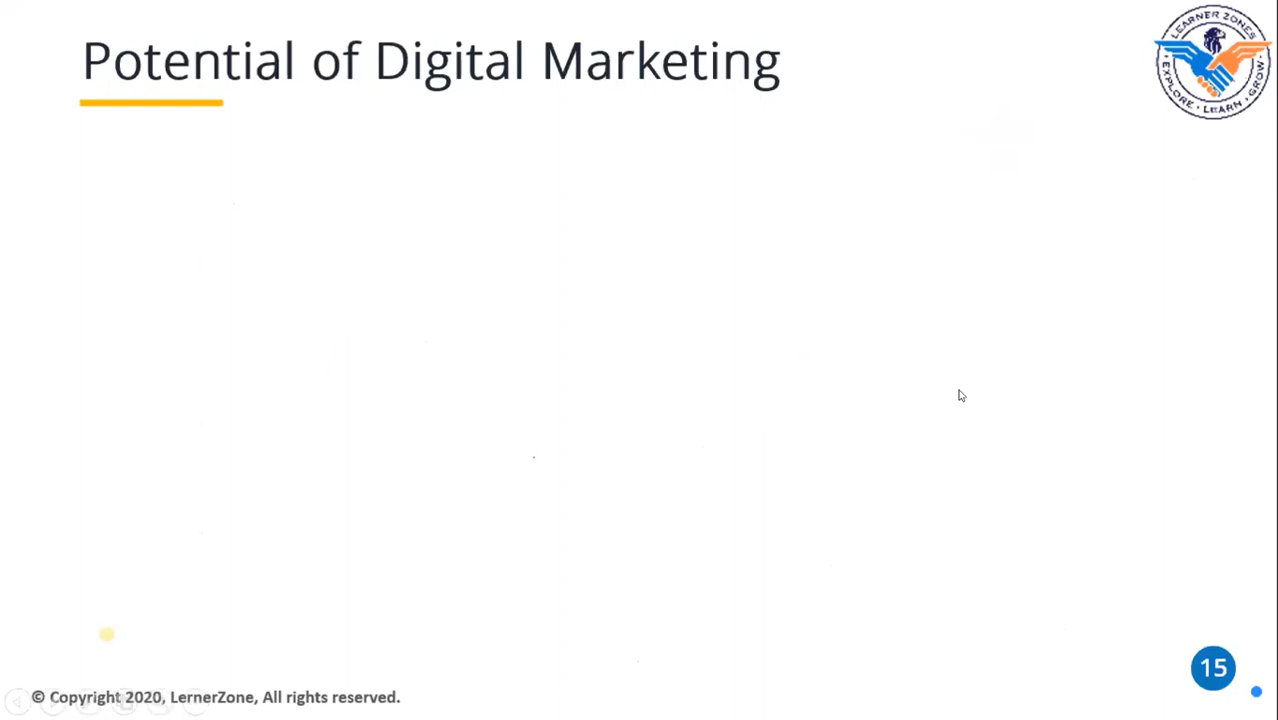 Potential of Digital Marketing
LEARNER ZONES
EXPLORE • LEARN • GROW
15
© Copyright 2020, LernerZone, All rights reserved.